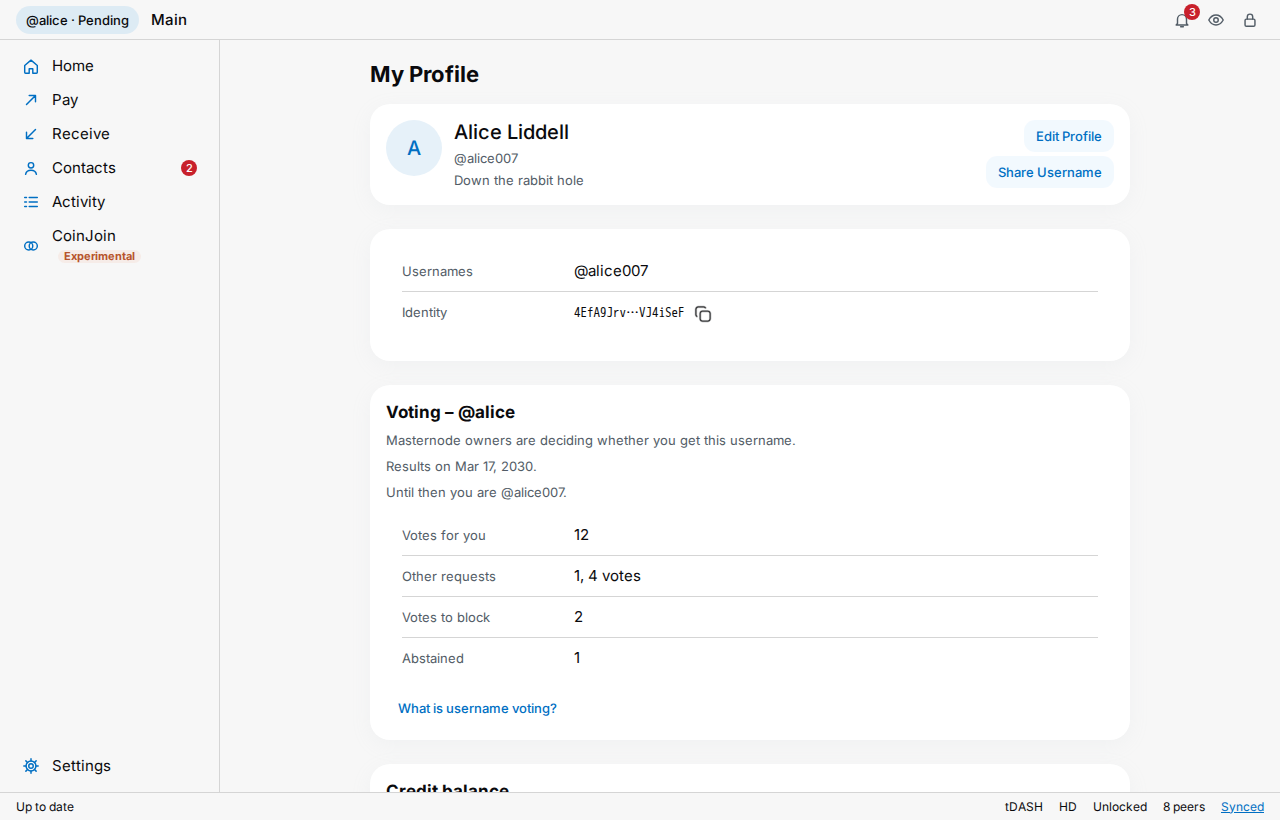 @alice · Pending Main 3
Home
Pay
Receive
Contacts 2
Activity
CoinJoin
Experimental
Settings
My Profile
A
Alice Liddell
@alice007
Down the rabbit hole
Edit Profile
Share Username
Usernames @alice007
Identity 4EfA9Jrv···VJ4iSeF
Voting – @alice
Masternode owners are deciding whether you get this username.
Results on Mar 17, 2030.
Until then you are @alice007.
Votes for you 12
Other requests 1, 4 votes
Votes to block 2
Abstained 1
What is username voting?
Credit balance
Up to date tDASH HD Unlocked 8 peers Synced